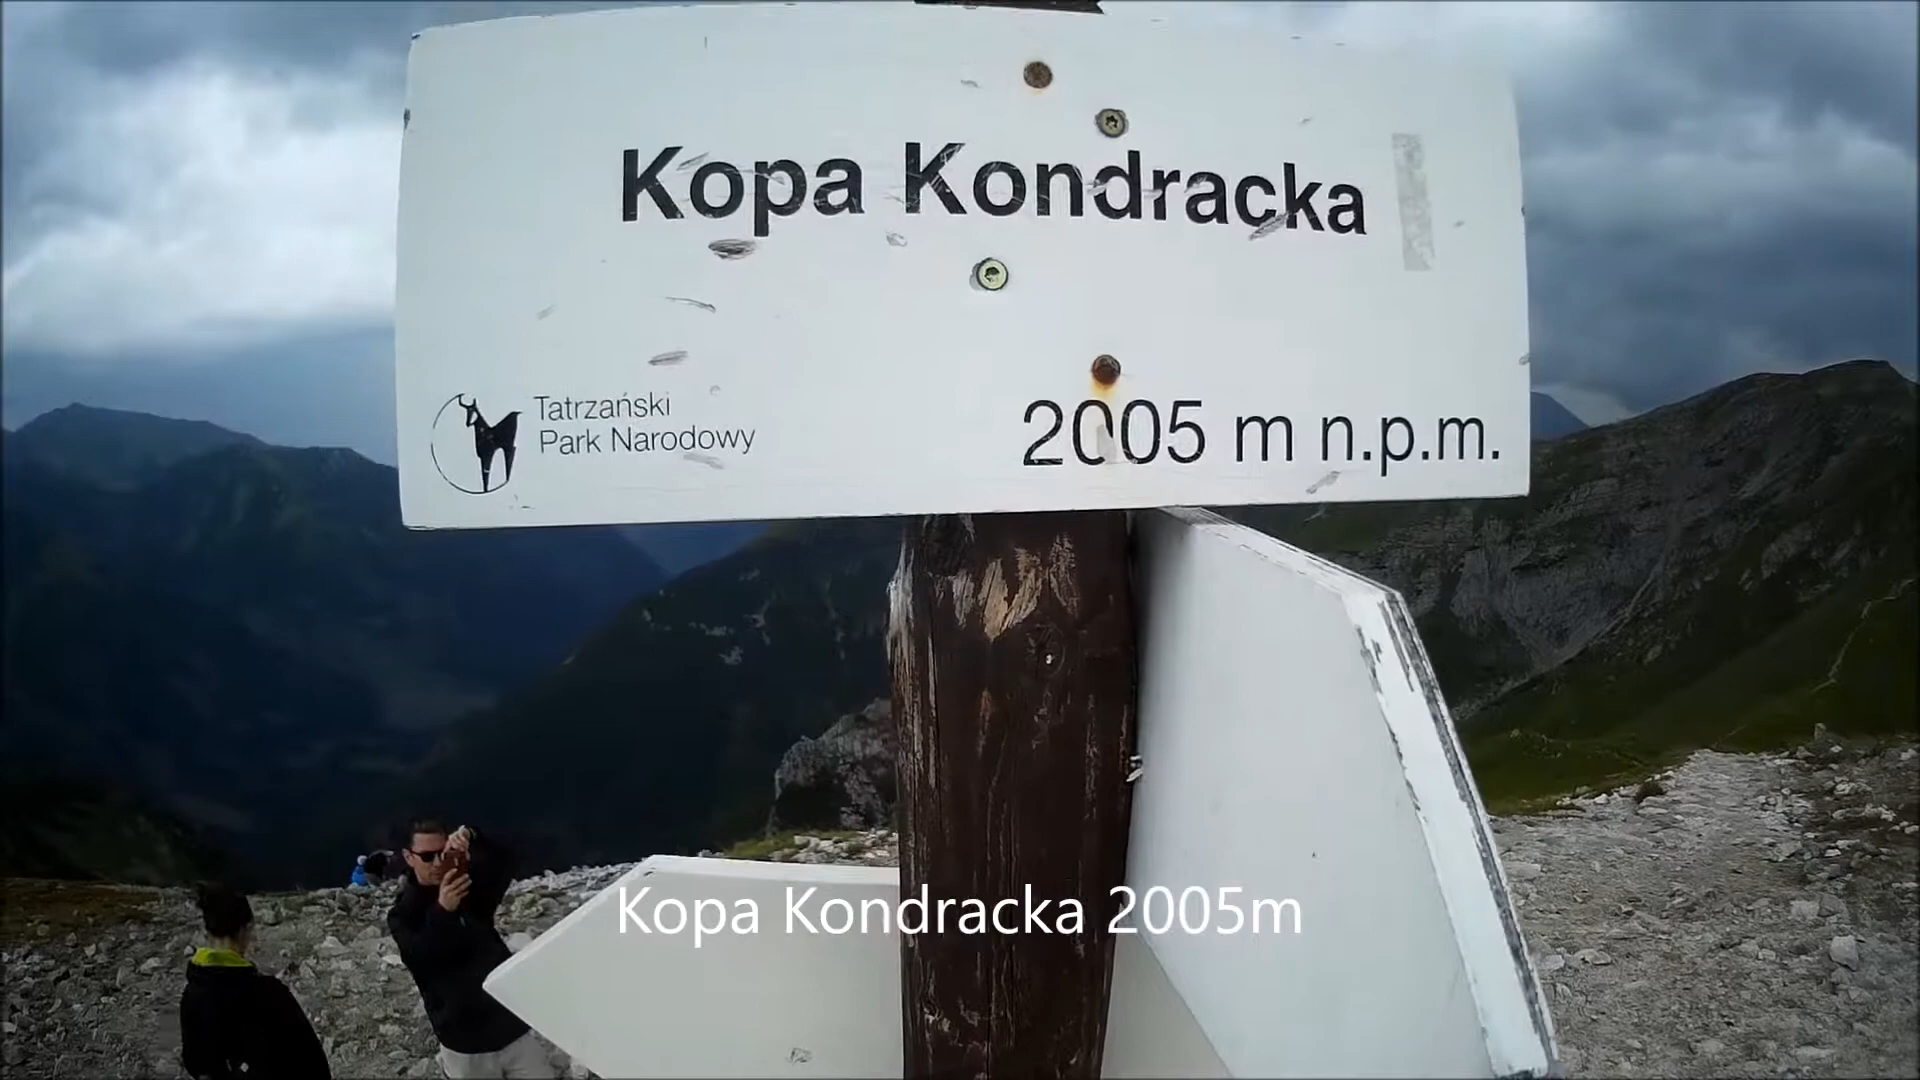 Kopa Kondracka
Tatrzański
Park Narodowy
2005 m n.p.m.
Kopa Kondracka 2005m